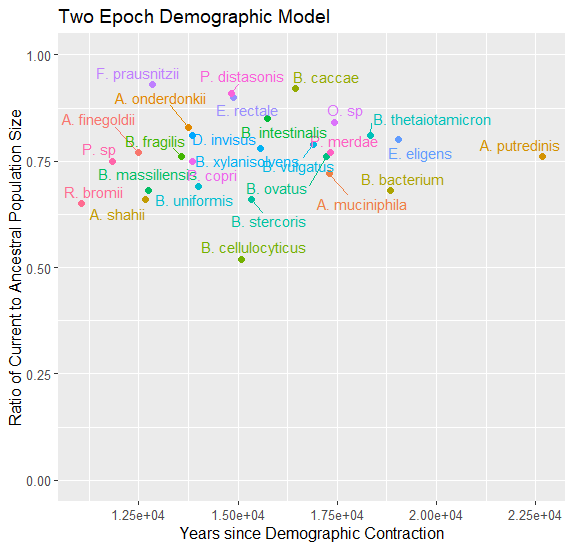 Two Epoch Demographic Model
Ratio of Current to Ancestral Population Size
1.00
0.75
0.50
0.25
0.00
F. prausnitzii
P. distasonis
B. caccae
A. onderdonkii
E. rectale
O. sp
A. finegoldii
B. thetaiotamicron
B. fragilis
D. invisus
B. intestinalis
P. merdae
A. putredinis
P. sp
B. xylanisolvens
B. vulgatus
E. eligens
B. massiliensis
P. copri
B. ovatus
B. bacterium
R. bromii
B. uniformis
A. muciniphila
A. shahii
B. stercoris
B. cellulocyticus
1.25e+04 1.50e+04 1.75e+04 2.00e+04 2.25e+04
Years since Demographic Contraction